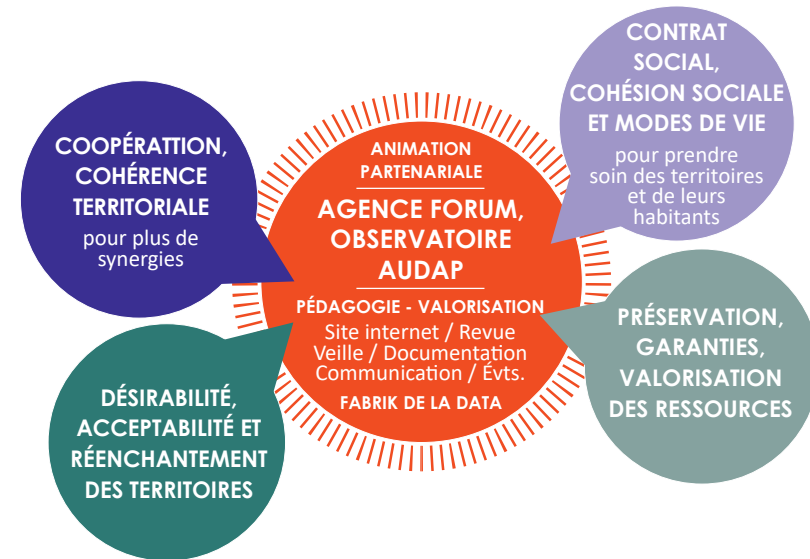 COOPÉRATTION,
COHÉRENCE
TERRITORIALE
pour plus de
synergies
CONTRAT
SOCIAL,
COHÉSION SOCIALE
ET MODES DE VIE
pour prendre
soin des territoires
et de leurs
habitants
ANIMATION
PARTENARIALE
AGENCE FORUM,
OBSERVATOIRE
AUDAP
PÉDAGOGIE - VALORISATION
Site internet / Revue
Veille / Documentation
Communication / Évts.
FABRIK DE LA DATA
DÉSIRABILITÉ,
ACCEPTABILITÉ ET
RÉENCHANTEMENT
DES TERRITOIRES
PRÉSERVATION,
GARANTIES,
VALORISATION
DES RESSOURCES